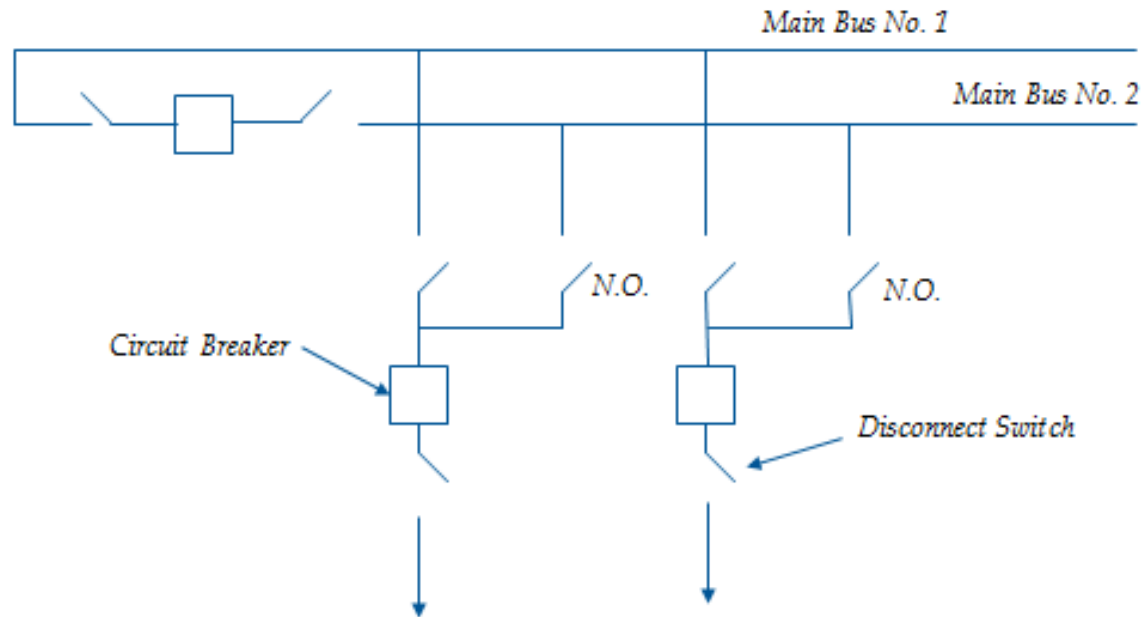 Main Bus No. 1
Main Bus No. 2
N.O.
N.O.
Circuit Breaker
Disconnect Switch